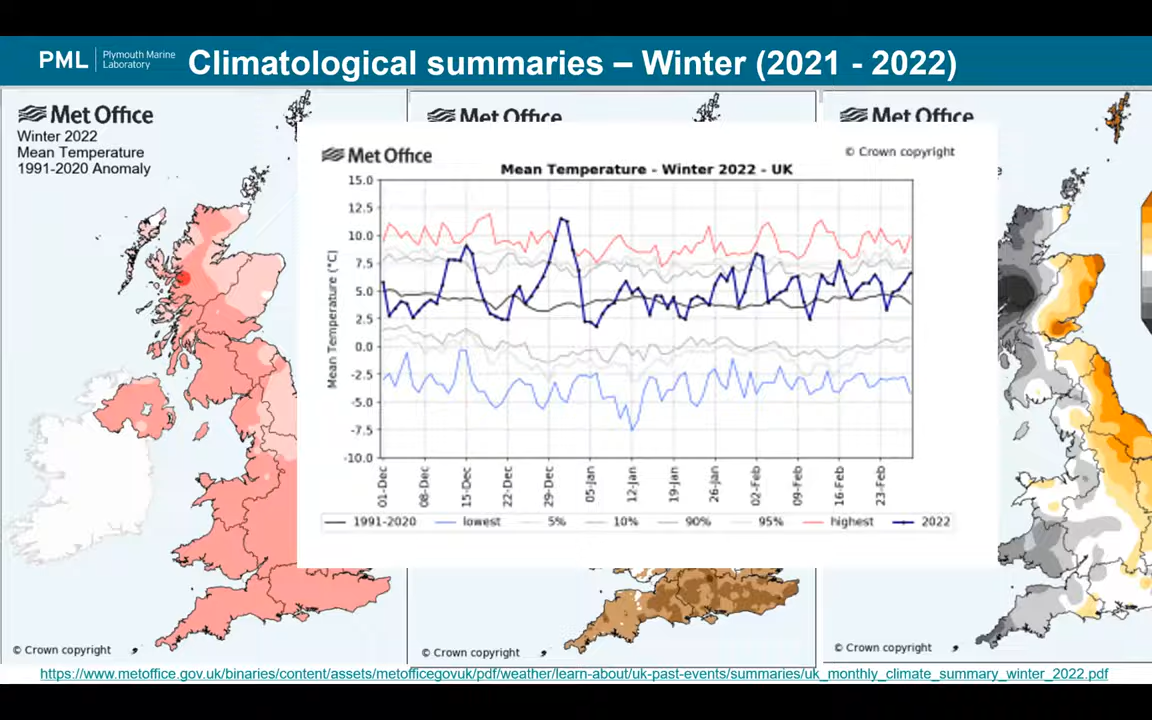 PML | Plymouth Marine Laboratory
Climatological summaries – Winter (2021 - 2022)
Met Office
Winter 2022
Mean Temperature
1991-2020 Anomaly
Met Office
Met Office
Met Office
© Crown copyright
Mean Temperature - Winter 2022 - UK
Mean Temperature (°C)
15.0
12.5
10.0
7.5
5.0
2.5
0.0
-2.5
-5.0
-7.5
-10.0
01-Dec
08-Dec
15-Dec
22-Dec
29-Dec
05-Jan
12-Jan
19-Jan
26-Jan
02-Feb
09-Feb
16-Feb
23-Feb
1991-2020 lowest 5% 10% 90% 95% highest 2022
© Crown copyright
© Crown copyright
© Crown copyright
https://www.metoffice.gov.uk/binaries/content/assets/metofficegovuk/pdf/weather/learn-about/uk-past-events/summaries/uk_monthly_climate_summary_winter_2022.pdf